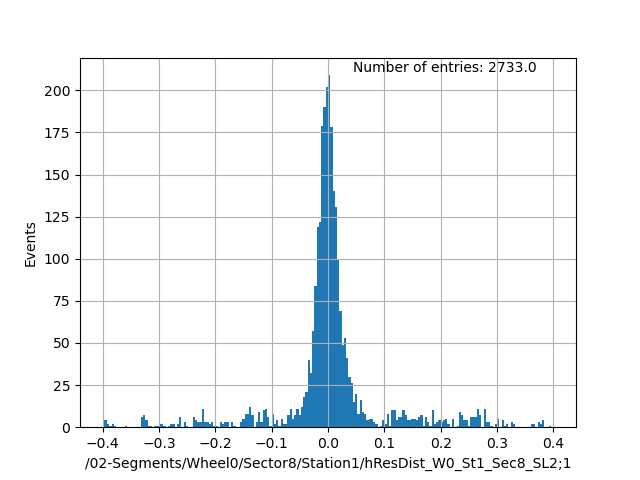 Number of entries: 2733.0
200
175
150
125
100
75
50
25
0
Events
−0.4 −0.3 −0.2 −0.1 0.0 0.1 0.2 0.3 0.4
/02-Segments/Wheel0/Sector8/Station1/hResDist_W0_St1_Sec8_SL2;1